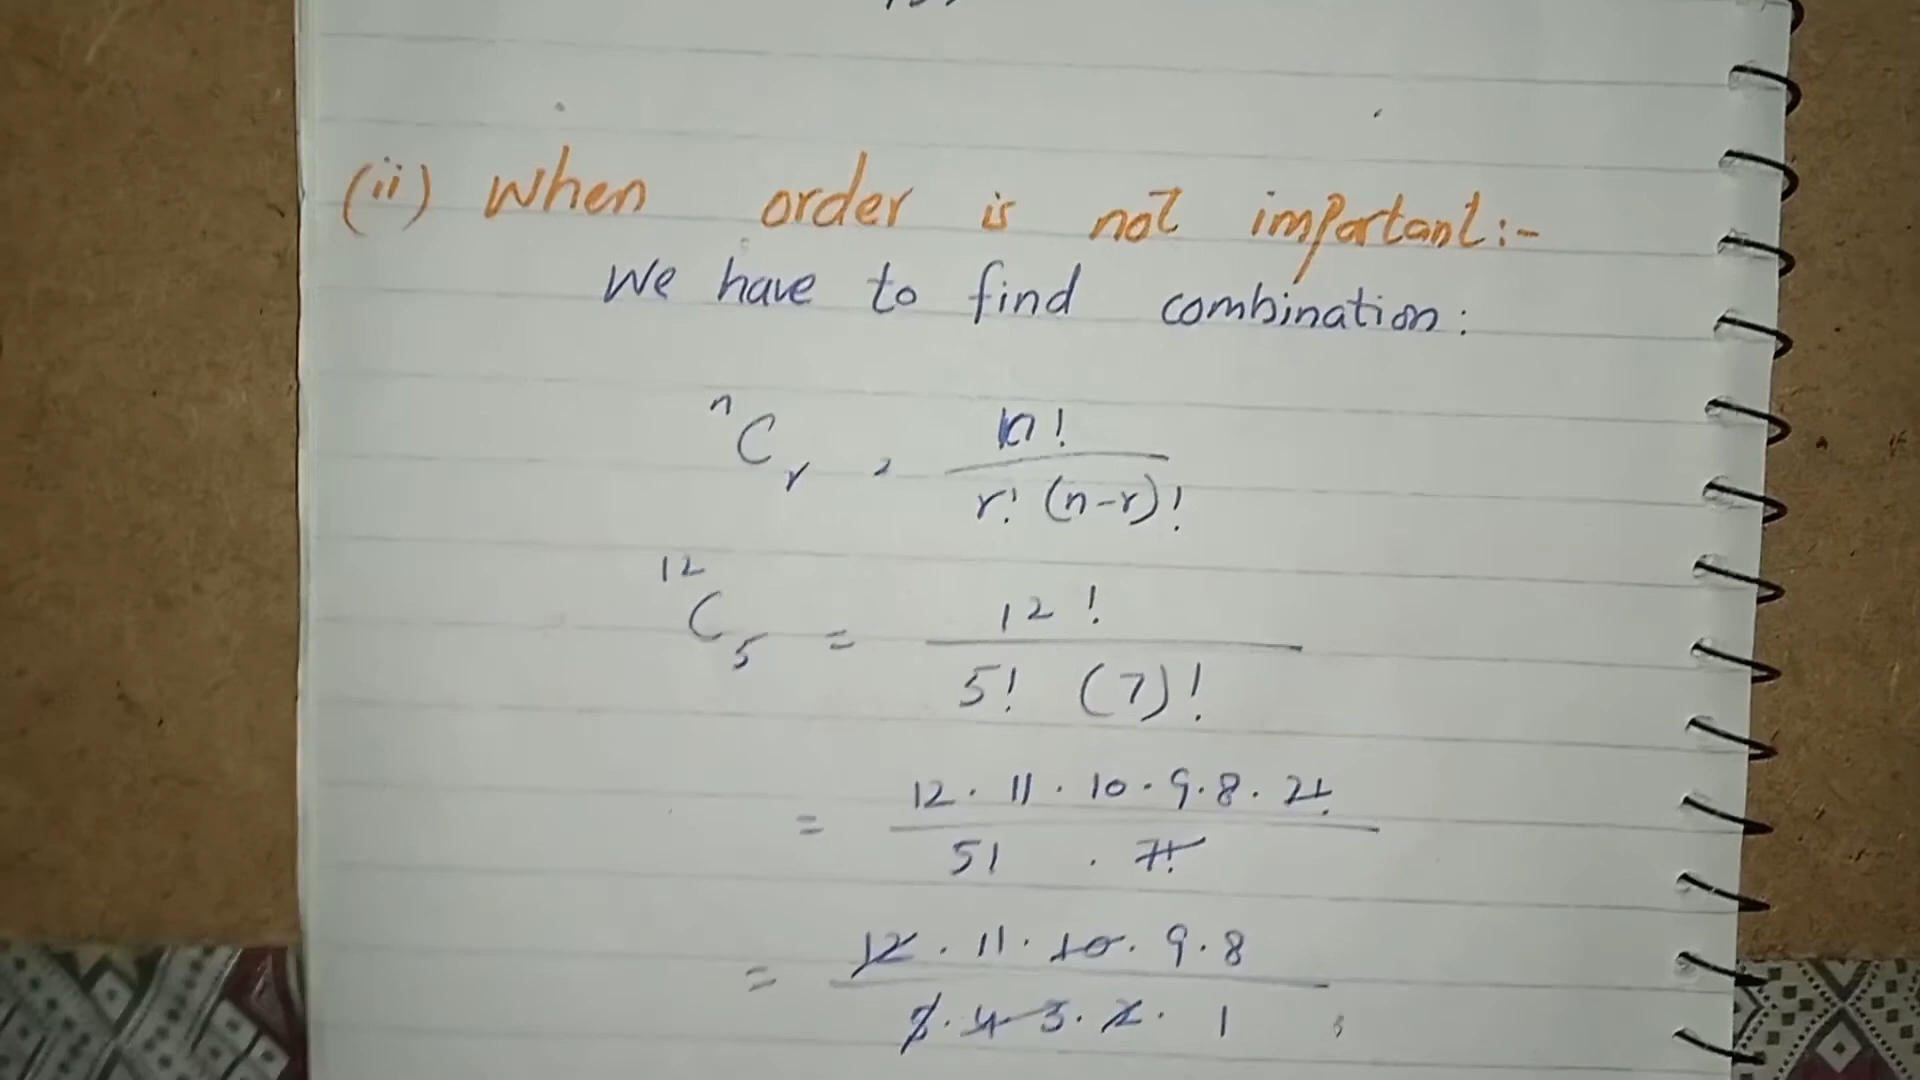 (ii) When order is not important:-
We have to find combination:
ⁿCᵣ , n! / r! (n-r)!
¹²C₅ = 12! / 5! (7)!
= 12 · 11 · 10 · 9 · 8 · 7! / 5! · 7!
= 12 · 11 · 10 · 9 · 8 / 5 · 4 · 3 · 2 · 1